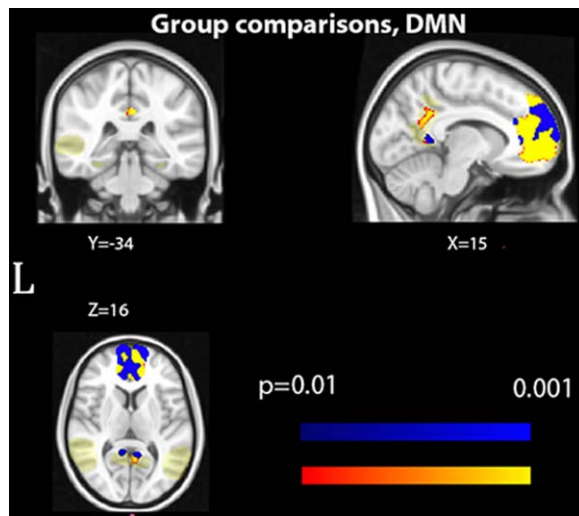 Group comparisons, DMN
Y=-34
X=15
L
Z=16
p=0.01
0.001